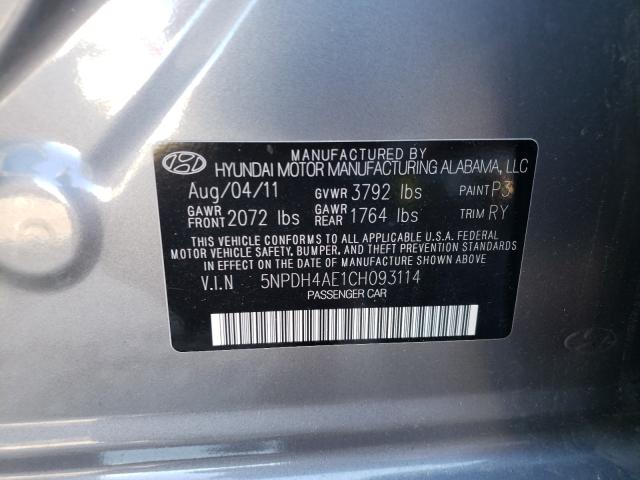 MANUFACTURED BY
HYUNDAI MOTOR MANUFACTURING ALABAMA, LLC
Aug/04/11 GVWR 3792 lbs PAINT P3
GAWR FRONT 2072 lbs GAWR REAR 1764 lbs TRIM RY
THIS VEHICLE CONFORMS TO ALL APPLICABLE U.S.A. FEDERAL
MOTOR VEHICLE SAFETY, BUMPER, AND THEFT PREVENTION STANDARDS
IN EFFECT ON THE DATE OF MANUFACTURE SHOWN ABOVE
V.I.N 5NPDH4AE1CH093114
PASSENGER CAR